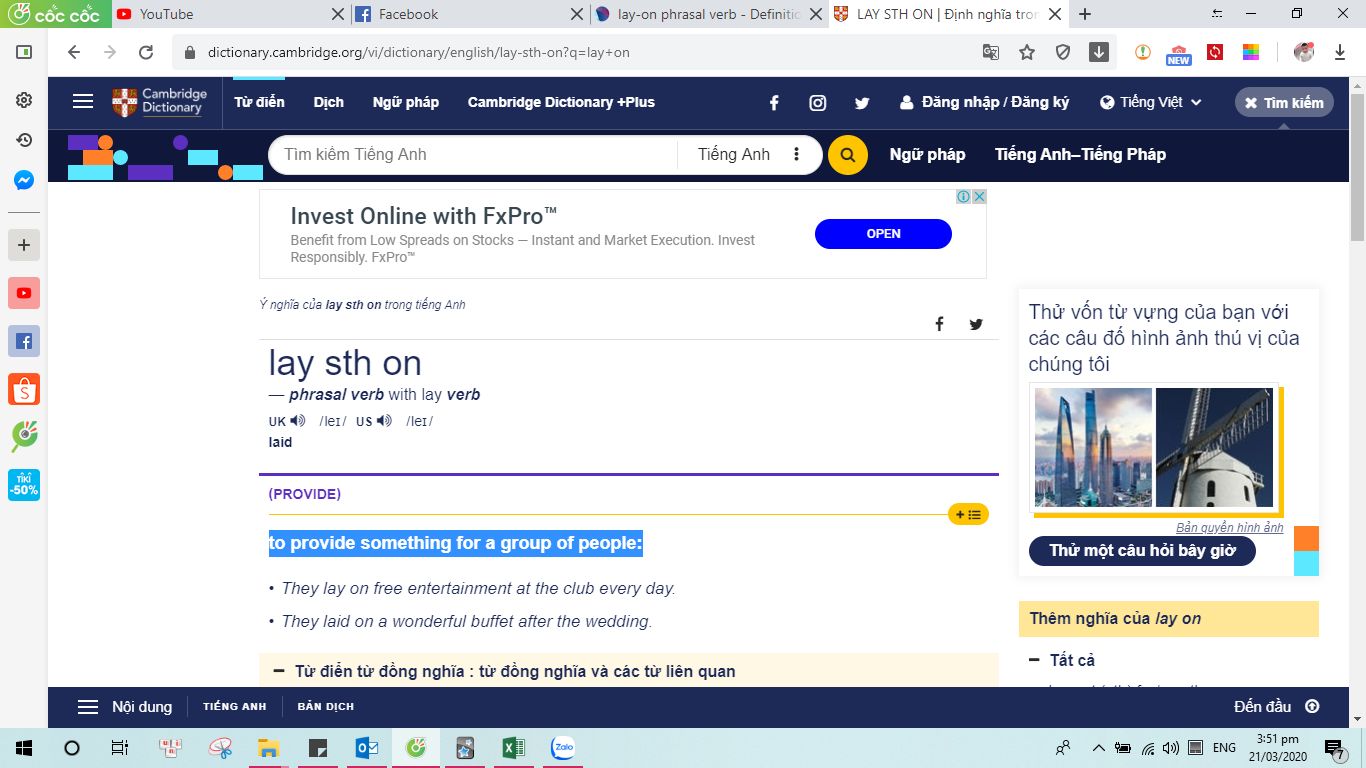 cốc cốc
YouTube
Facebook
lay-on phrasal verb - Definitio
LAY STH ON | Định nghĩa tron
dictionary.cambridge.org/vi/dictionary/english/lay-sth-on?q=lay+on
NEW
Cambridge
Dictionary
Từ điển
Dịch
Ngữ pháp
Cambridge Dictionary +Plus
Đăng nhập / Đăng ký
Tiếng Việt
Tìm kiếm
Tìm kiếm Tiếng Anh
Tiếng Anh
Ngữ pháp
Tiếng Anh–Tiếng Pháp
Invest Online with FxPro™
Benefit from Low Spreads on Stocks — Instant and Market Execution. Invest
Responsibly. FxPro™
OPEN
Ý nghĩa của lay sth on trong tiếng Anh
lay sth on
— phrasal verb with lay verb
UK /leɪ/ US /leɪ/
laid
(PROVIDE)
to provide something for a group of people:
• They lay on free entertainment at the club every day.
• They laid on a wonderful buffet after the wedding.
Từ điển từ đồng nghĩa : từ đồng nghĩa và các từ liên quan
Thử vốn từ vựng của bạn với
các câu đố hình ảnh thú vị của
chúng tôi
Bản quyền hình ảnh
Thử một câu hỏi bây giờ
Thêm nghĩa của lay on
Tất cả
TIKI
-50%
Nội dung
TIẾNG ANH
BẢN DỊCH
Đến đầu
Zalo
ENG
3:51 pm
21/03/2020
7